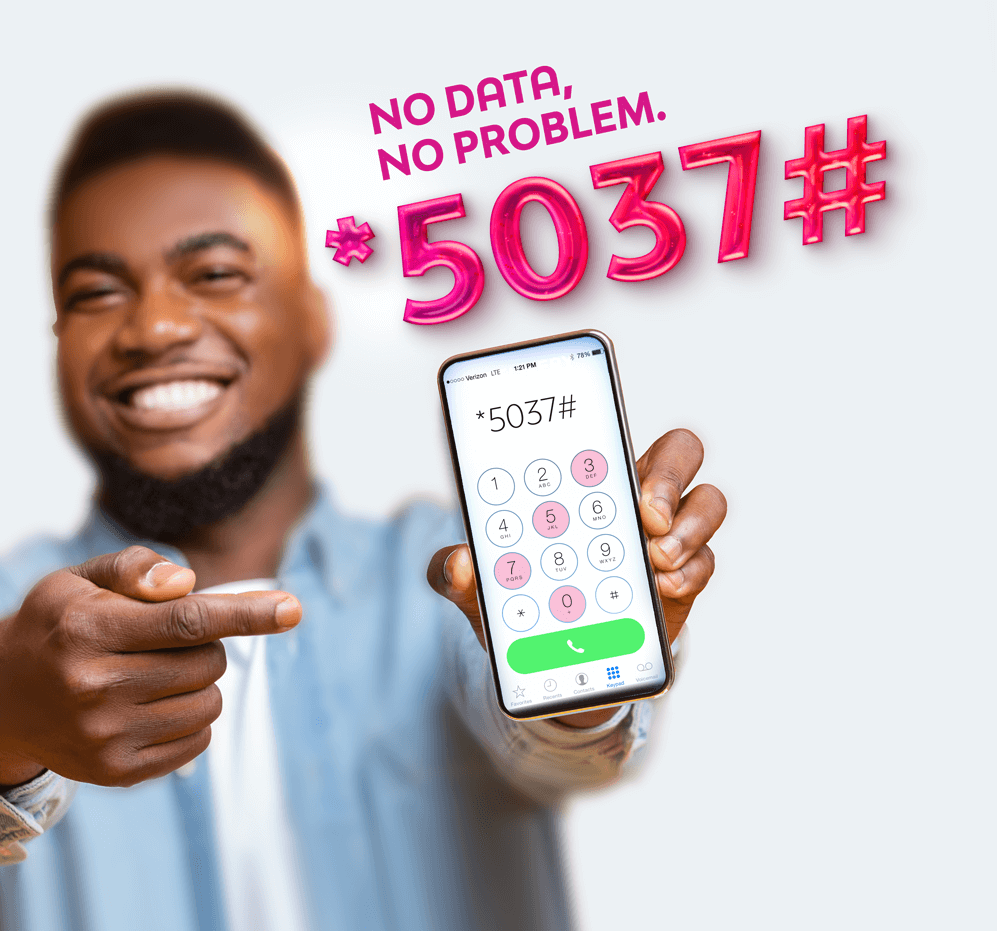 NO DATA,
NO PROBLEM.
*5037#
Verizon LTE 1:21 PM 78%
*5037#
1 2 ABC 3 DEF
4 GHI 5 JKL 6 MNO
7 PQRS 8 TUV 9 WXYZ
* 0 + #
Favorites Recents Contacts Keypad Voicemail